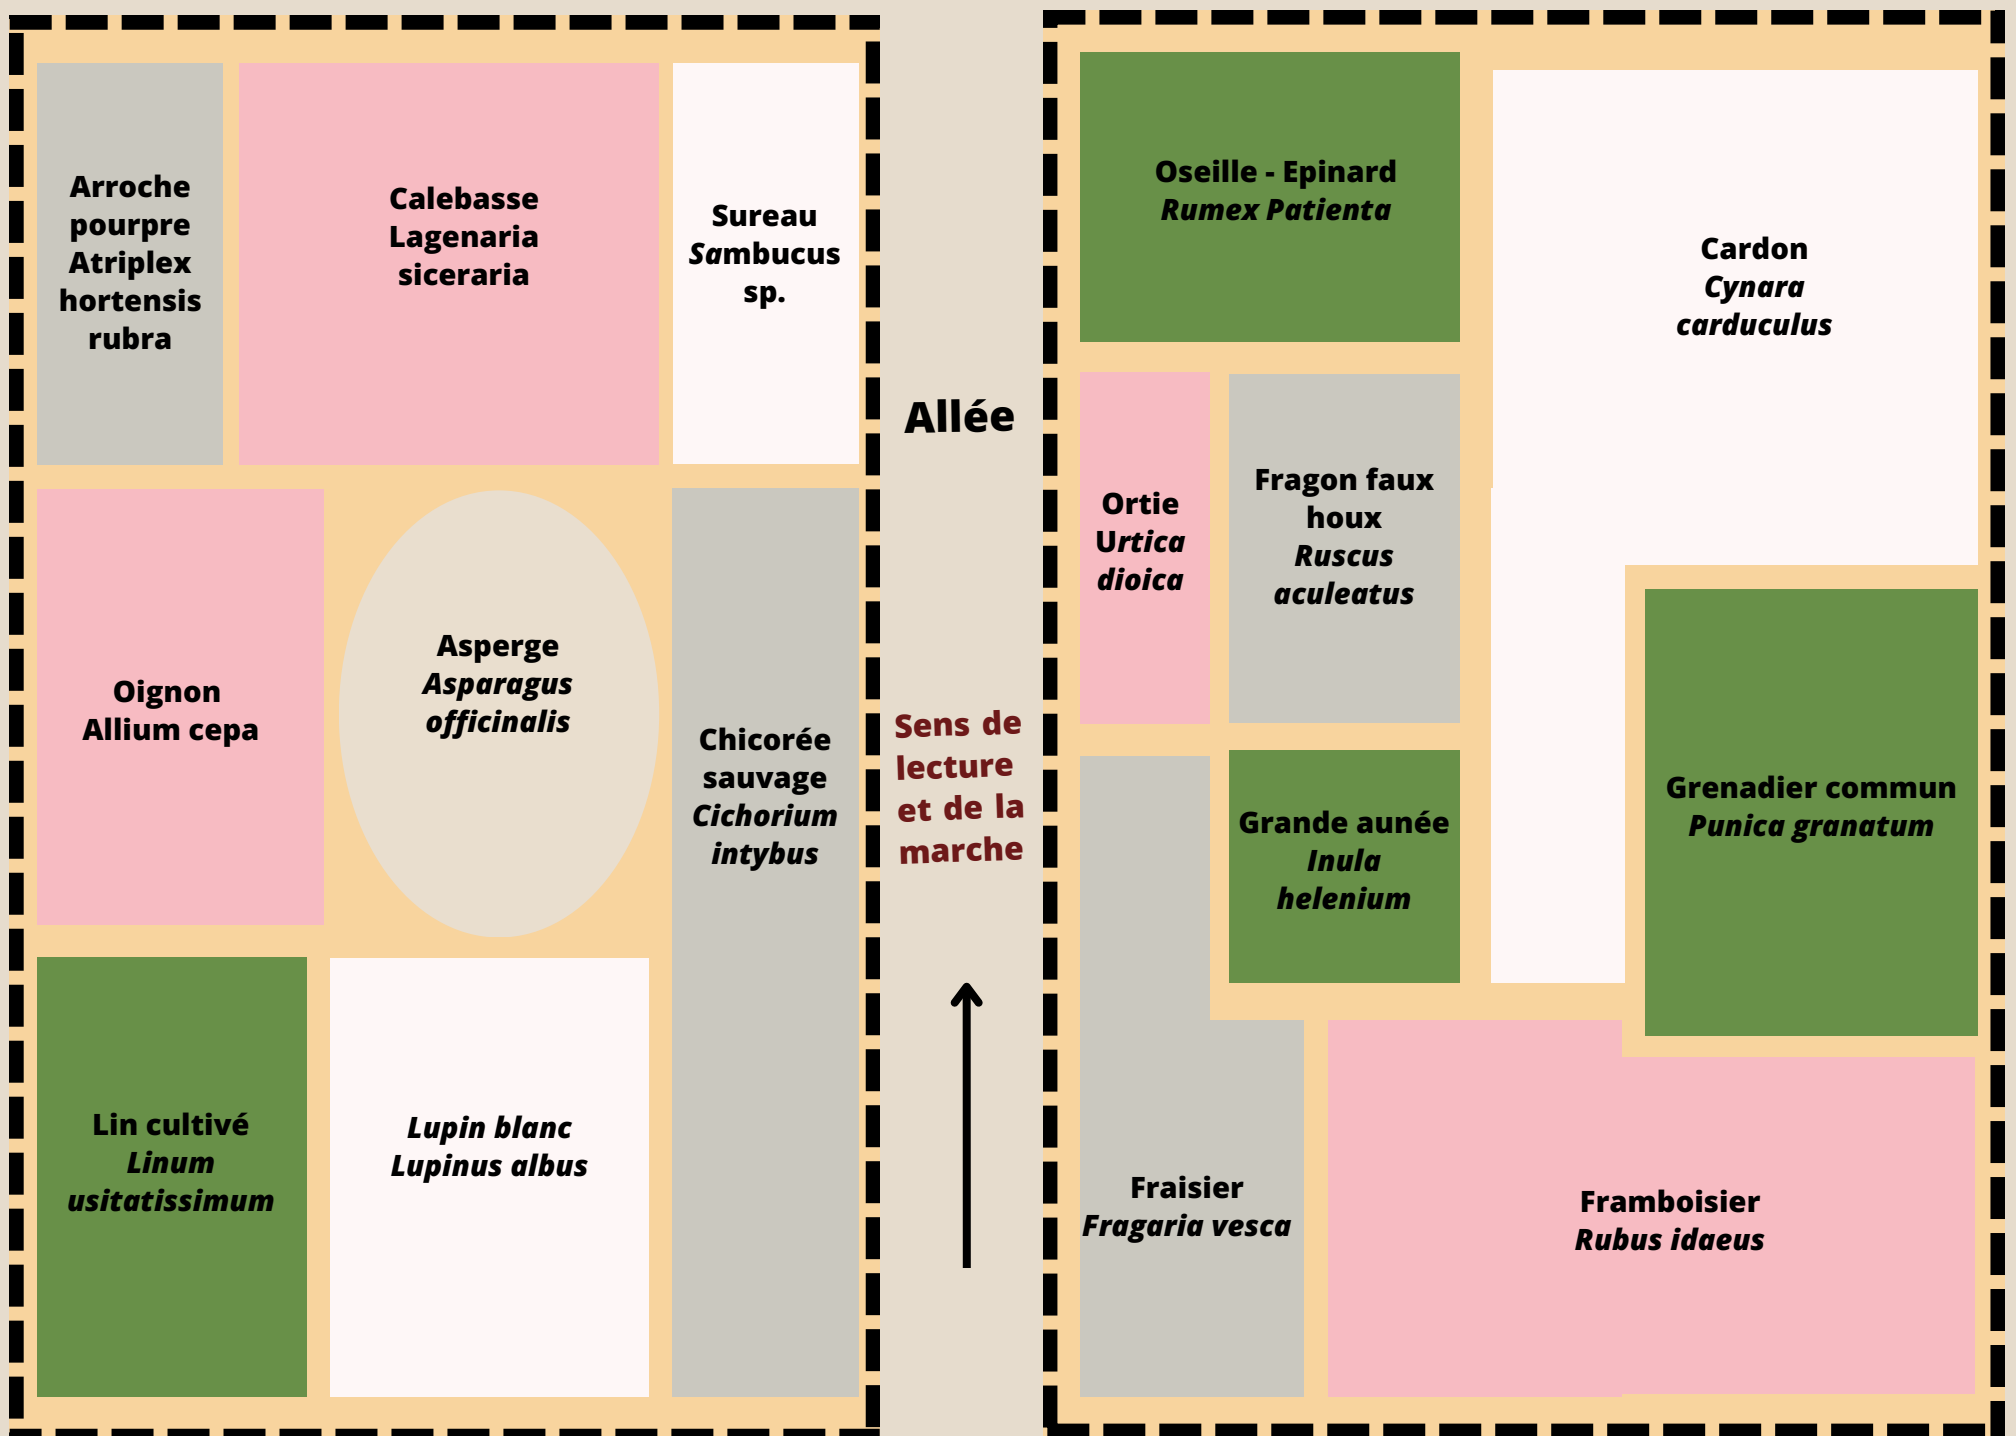 Arroche
pourpre
Atriplex
hortensis
rubra
Calebasse
Lagenaria
siceraria
Sureau
Sambucus
sp.
Oignon
Allium cepa
Asperge
Asparagus
officinalis
Chicorée
sauvage
Cichorium
intybus
Lin cultivé
Linum
usitatissimum
Lupin blanc
Lupinus albus
Allée
Sens de
lecture
et de la
marche
Oseille - Epinard
Rumex Patienta
Cardon
Cynara
carduculus
Ortie
Urtica
dioica
Fragon faux
houx
Ruscus
aculeatus
Grande aunée
Inula
helenium
Grenadier commun
Punica granatum
Fraisier
Fragaria vesca
Framboisier
Rubus idaeus